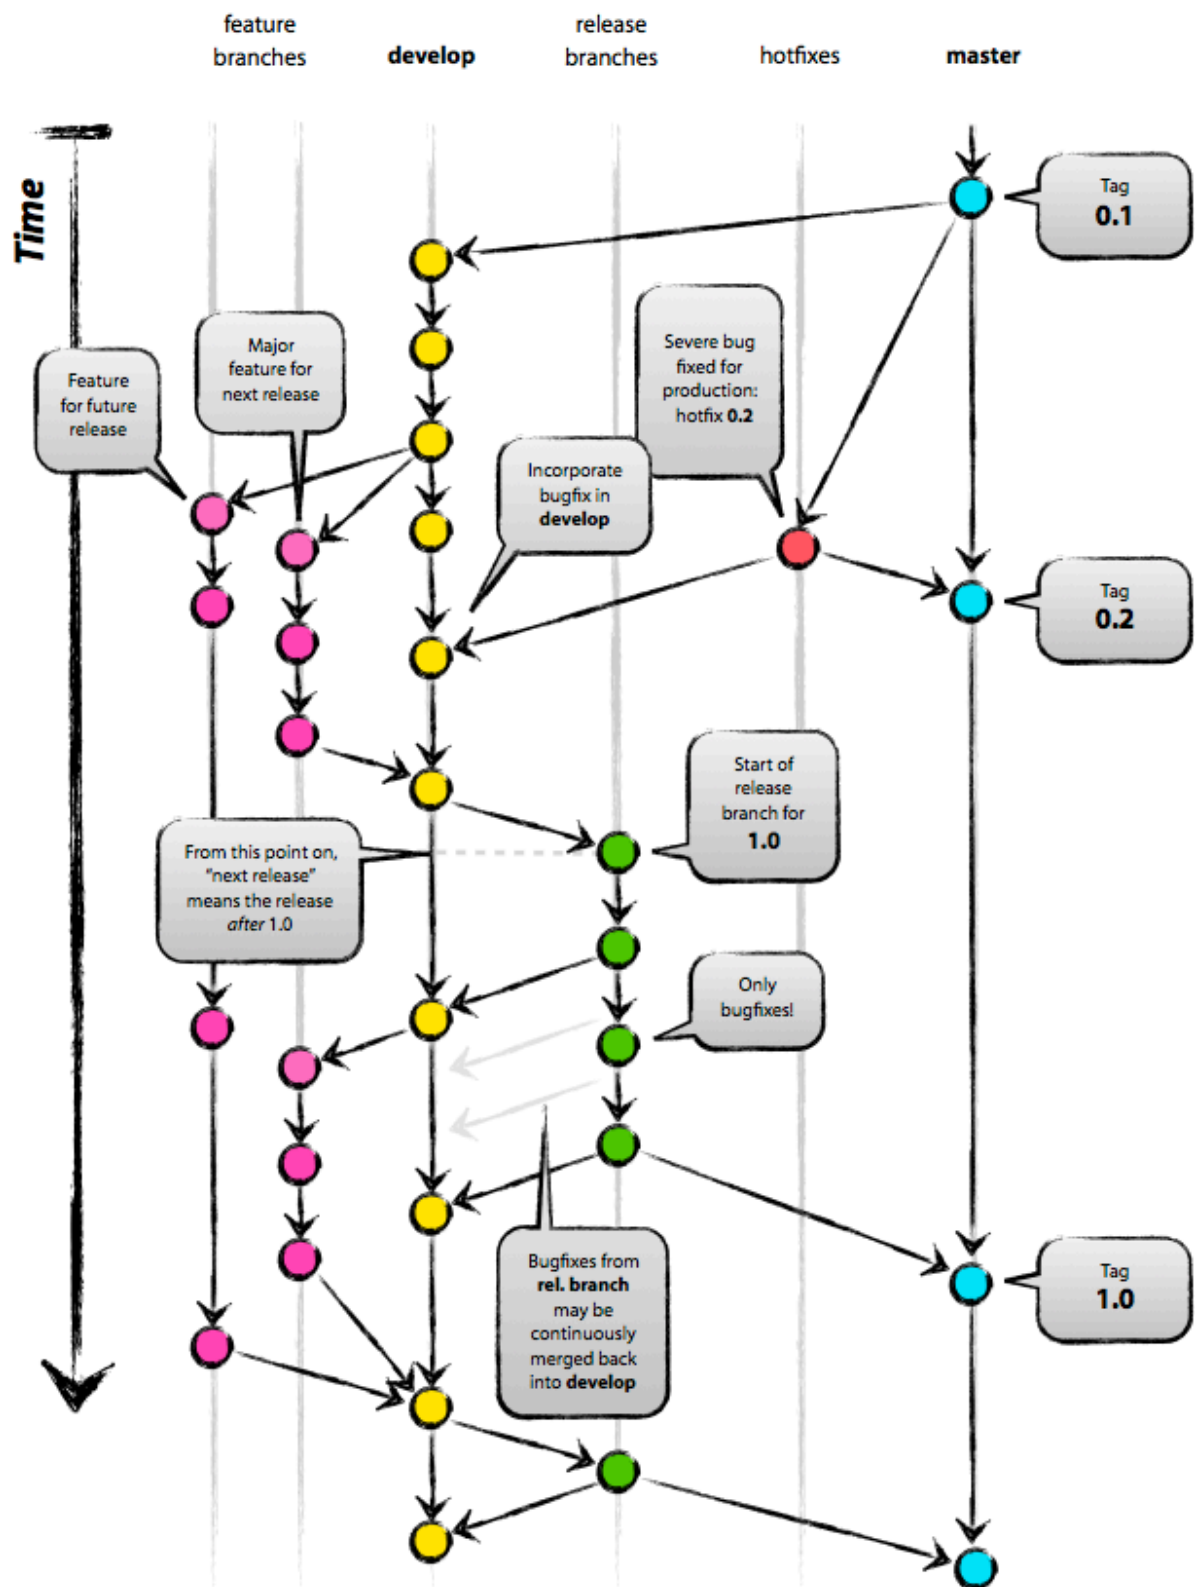 feature
branches
develop
release
branches
hotfixes
master
Time
Tag
0.1
Major
feature for
next release
Feature
for future
release
Severe bug
fixed for
production:
hotfix 0.2
Incorporate
bugfix in
develop
Tag
0.2
Start of
release
branch for
1.0
From this point on,
“next release”
means the release
after 1.0
Only
bugfixes!
Bugfixes from
rel. branch
may be
continuously
merged back
into develop
Tag
1.0